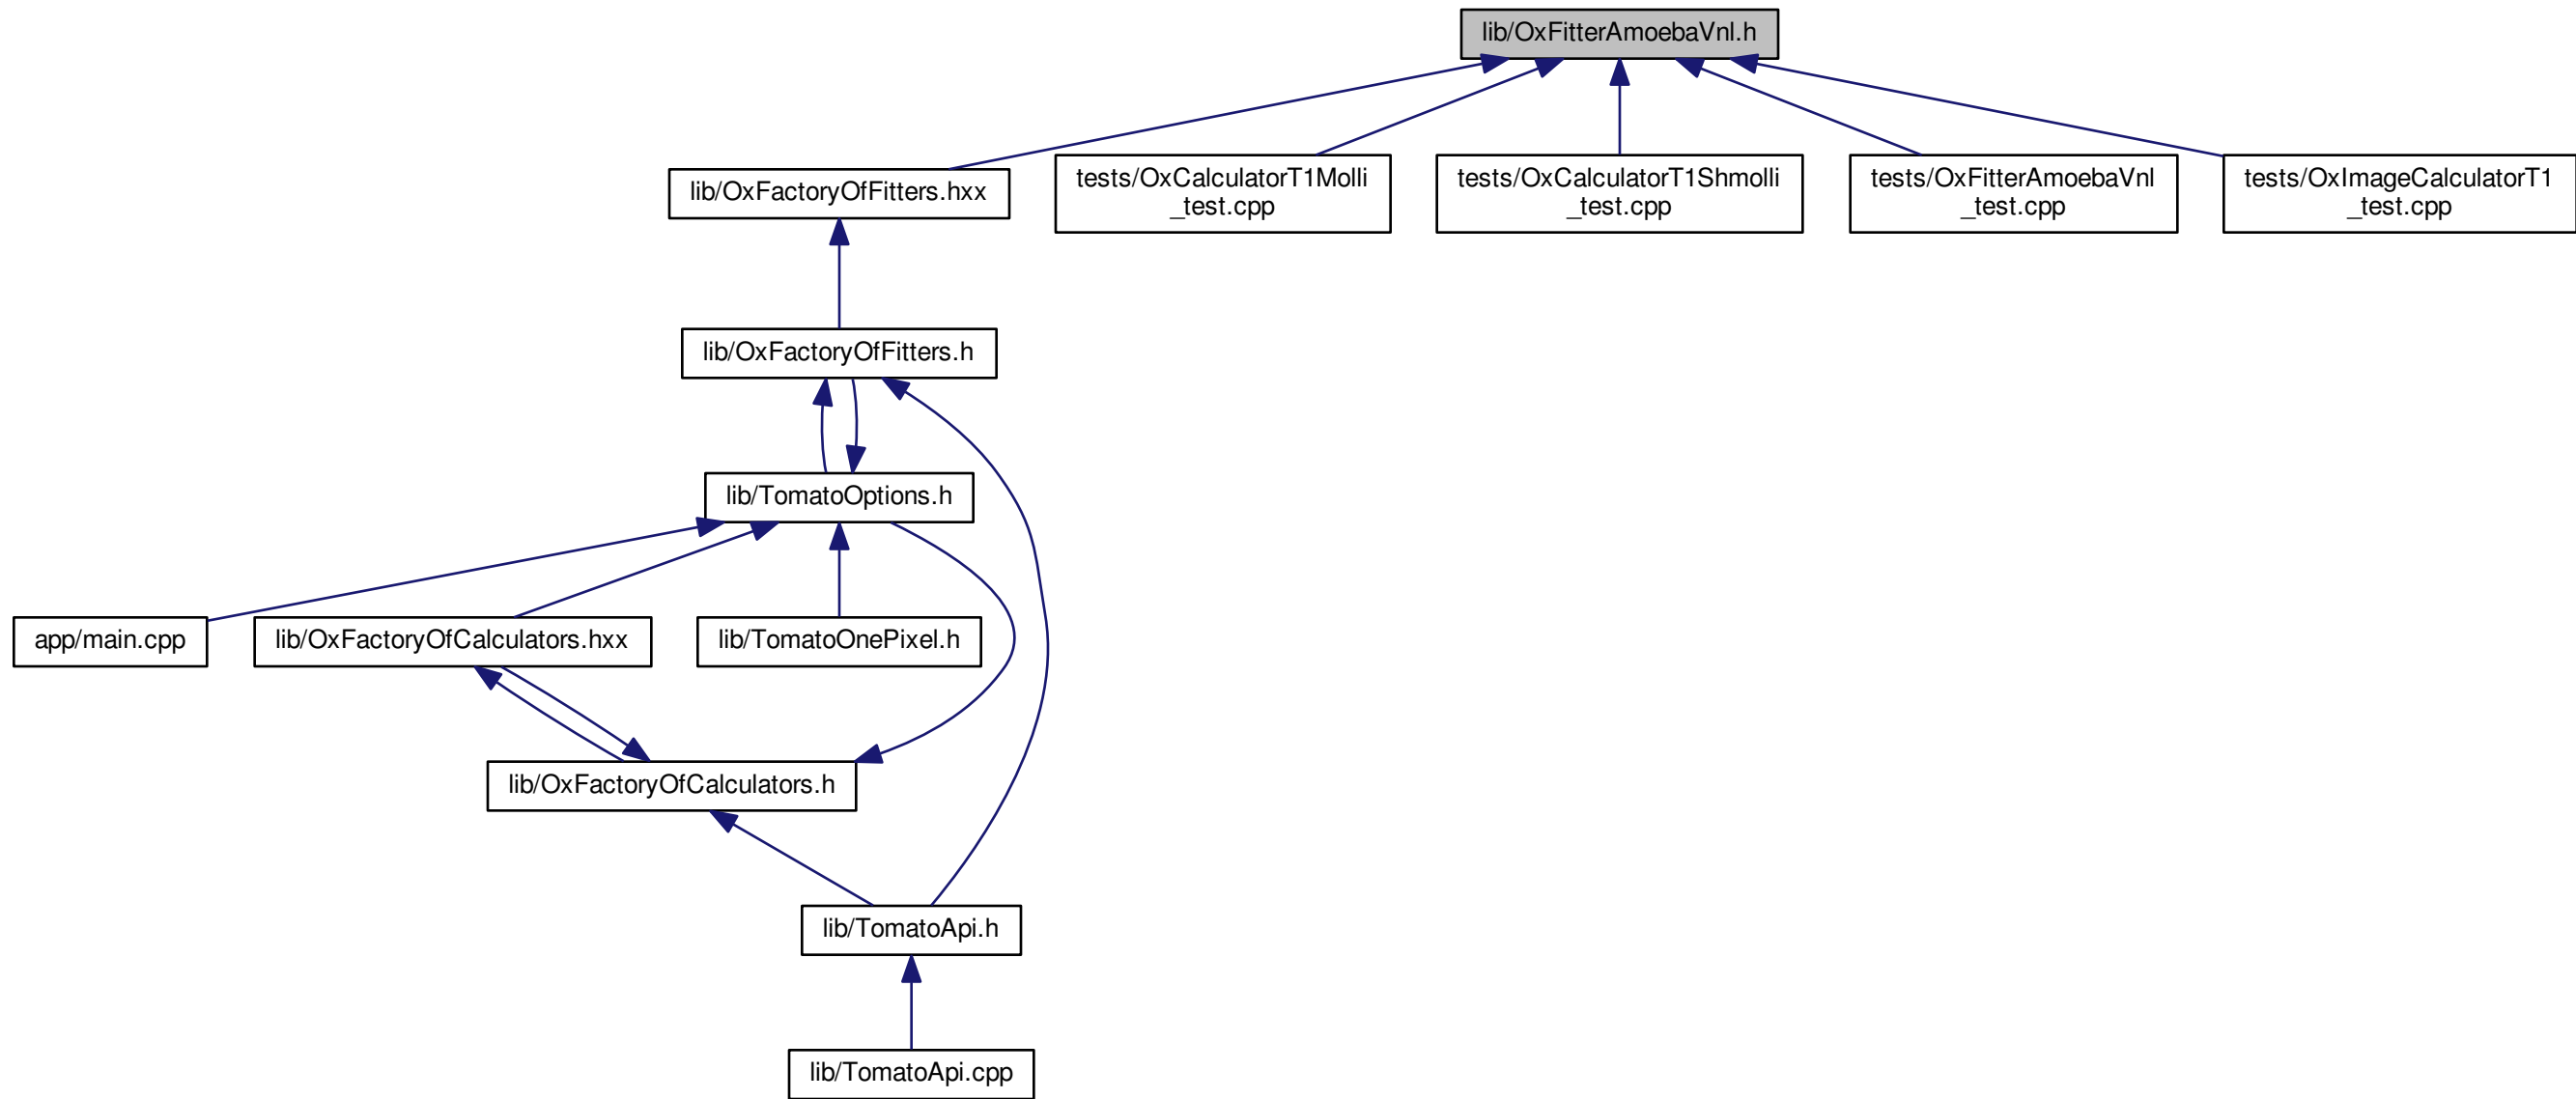 lib/OxFitterAmoebaVnl.h
lib/OxFactoryOfFitters.hxx
tests/OxCalculatorT1Molli
_test.cpp
tests/OxCalculatorT1Shmolli
_test.cpp
tests/OxFitterAmoebaVnl
_test.cpp
tests/OxImageCalculatorT1
_test.cpp
lib/OxFactoryOfFitters.h
lib/TomatoOptions.h
app/main.cpp
lib/OxFactoryOfCalculators.hxx
lib/TomatoOnePixel.h
lib/OxFactoryOfCalculators.h
lib/TomatoApi.h
lib/TomatoApi.cpp